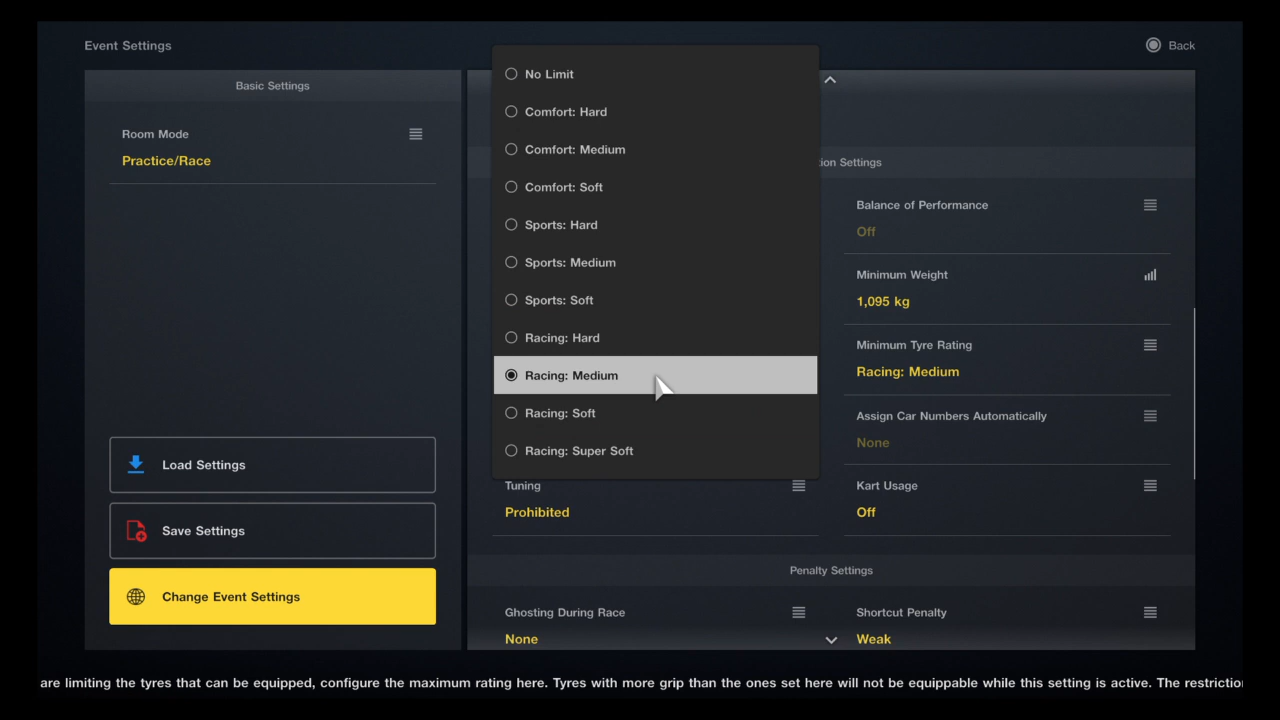 Event Settings
Back
Basic Settings
Room Mode
Practice/Race
Load Settings
Save Settings
Change Event Settings
No Limit
Comfort: Hard
Comfort: Medium
Comfort: Soft
Sports: Hard
Sports: Medium
Sports: Soft
Racing: Hard
Racing: Medium
Racing: Soft
Racing: Super Soft
ion Settings
Balance of Performance
Off
Minimum Weight
1,095 kg
Minimum Tyre Rating
Racing: Medium
Assign Car Numbers Automatically
None
Tuning
Prohibited
Kart Usage
Off
Penalty Settings
Ghosting During Race
None
Shortcut Penalty
Weak
are limiting the tyres that can be equipped, configure the maximum rating here. Tyres with more grip than the ones set here will not be equippable while this setting is active. The restrictio